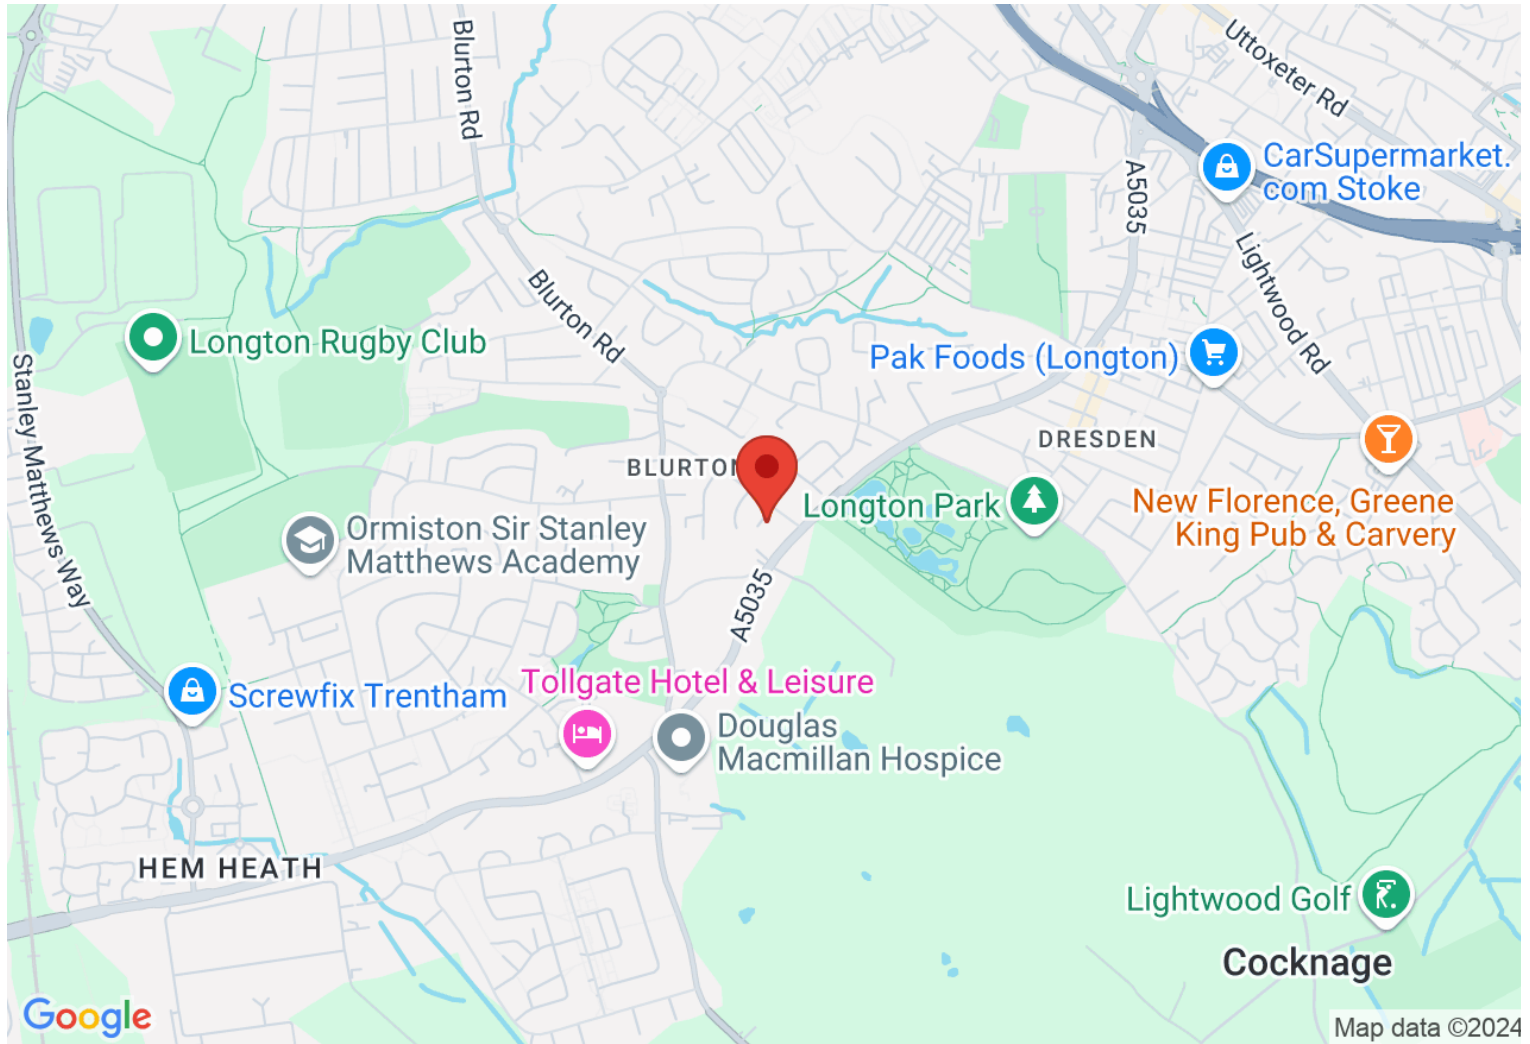 Blurton Rd
Uttoxeter Rd
CarSupermarket.
com Stoke
A5035
Lightwood Rd
Blurton Rd
Longton Rugby Club
Pak Foods (Longton)
Stanley Matthews Way
DRESDEN
BLURTON
Longton Park
New Florence, Greene
King Pub & Carvery
Ormiston Sir Stanley
Matthews Academy
A5035
Tollgate Hotel & Leisure
Screwfix Trentham
Douglas
Macmillan Hospice
HEM HEATH
Lightwood Golf
Cocknage
Google
Map data ©2024